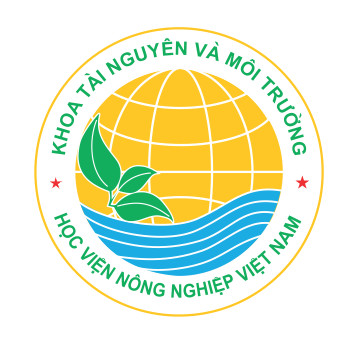 KHOA TÀI NGUYÊN VÀ MÔI TRƯỜNG
HỌC VIỆN NÔNG NGHIỆP VIỆT NAM